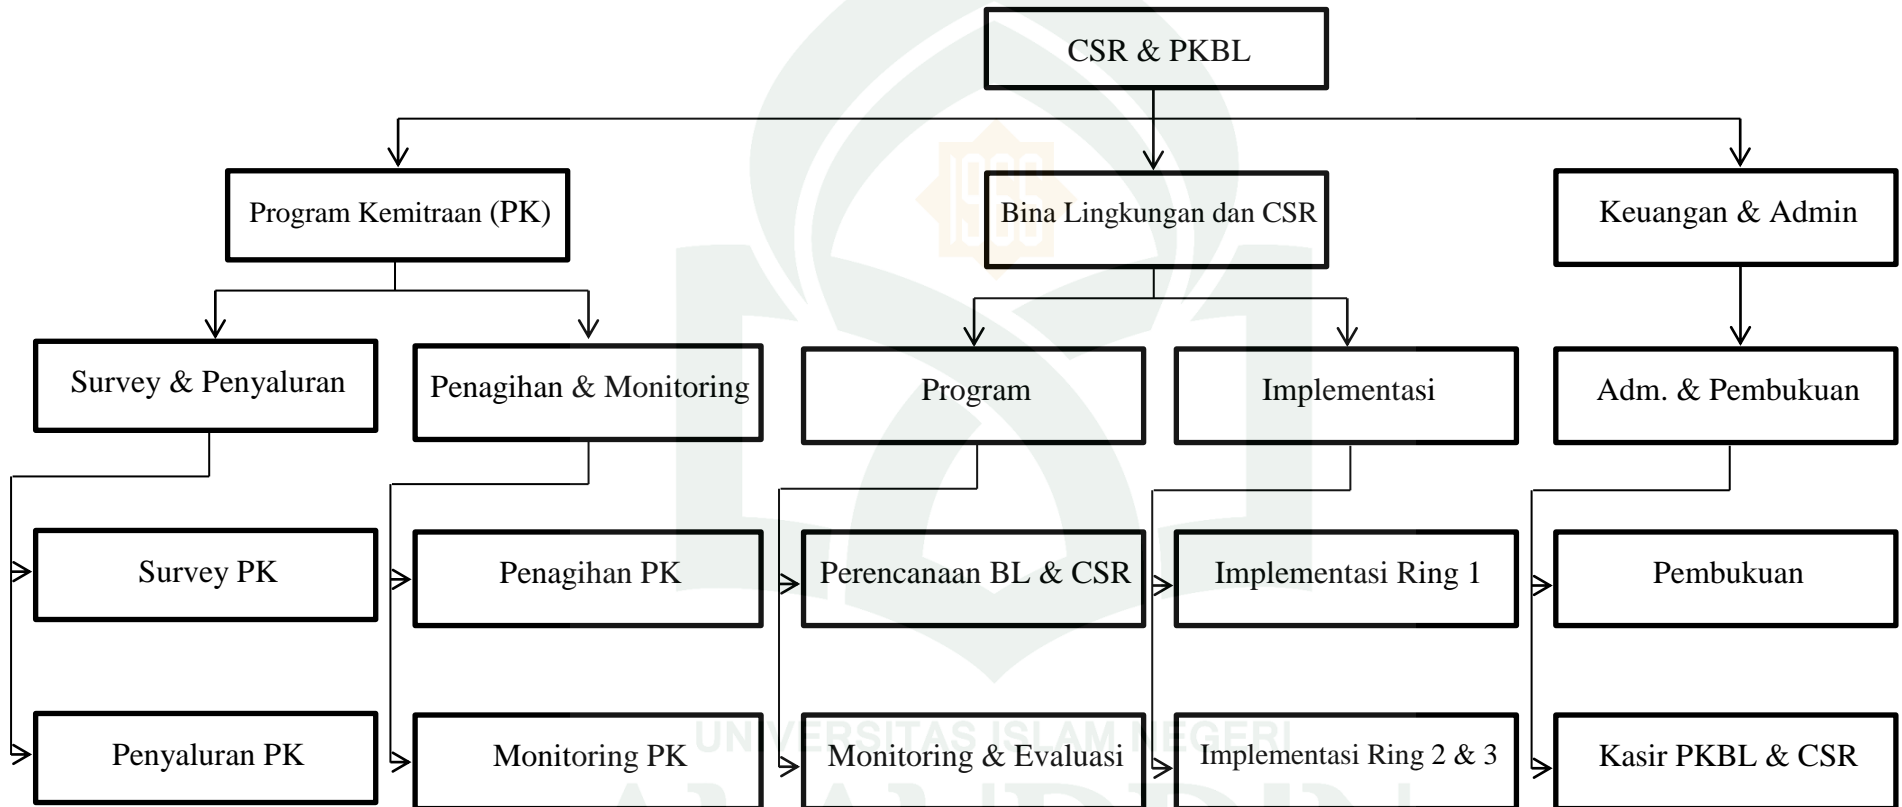 CSR & PKBL
Program Kemitraan (PK)
Bina Lingkungan dan CSR
Keuangan & Admin
Survey & Penyaluran
Penagihan & Monitoring
Program
Implementasi
Adm. & Pembukuan
Survey PK
Penagihan PK
Perencanaan BL & CSR
Implementasi Ring 1
Pembukuan
Penyaluran PK
Monitoring PK
Monitoring & Evaluasi
Implementasi Ring 2 & 3
Kasir PKBL & CSR
1965
UNIVERSITAS ISLAM NEGERI
ALAUDDIN